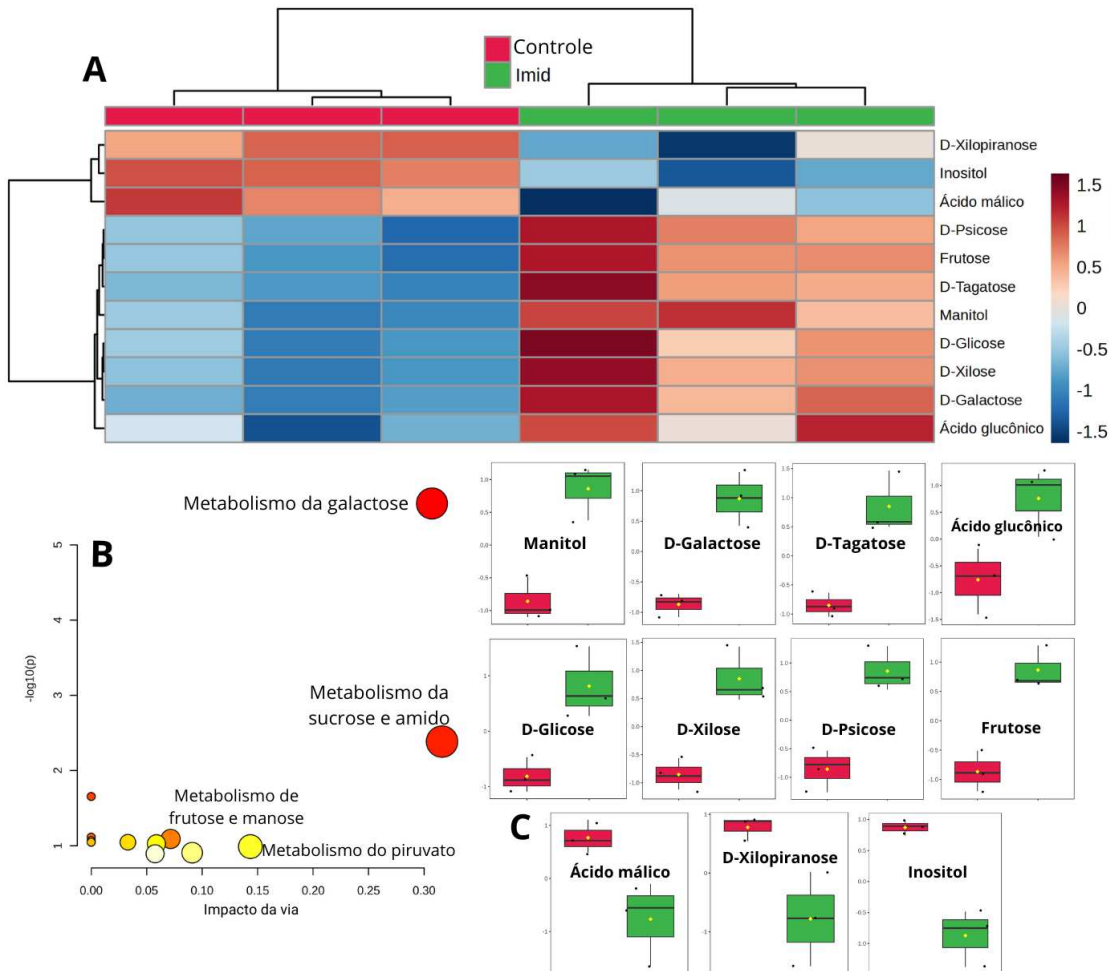 A
Controle
Imid
D-Xilopiranose
Inositol
Ácido málico
D-Psicose
Frutose
D-Tagatose
Manitol
D-Glicose
D-Xilose
D-Galactose
Ácido glucônico
1.5
1
0.5
0
-0.5
-1
-1.5
B
Metabolismo da galactose
Metabolismo da
sucrose e amido
Metabolismo de
frutose e manose
Metabolismo do piruvato
-log10(p)
5
4
3
2
1
0.00
0.05
0.10
0.15
0.20
0.25
0.30
Impacto da via
Manitol
D-Galactose
D-Tagatose
Ácido glucônico
D-Glicose
D-Xilose
D-Psicose
Frutose
C
Ácido málico
D-Xilopiranose
Inositol